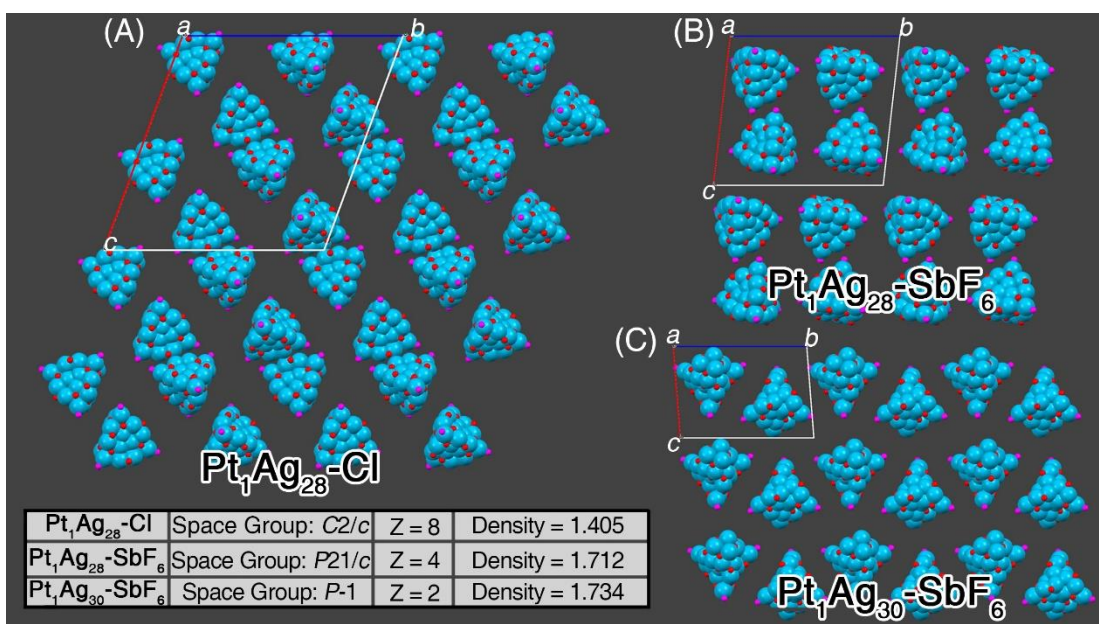 (A)
a
b
c
Pt₁Ag₂₈-Cl
(B)
a
b
c
Pt₁Ag₂₈-SbF₆
(C)
a
b
c
Pt₁Ag₃₀-SbF₆
Pt₁Ag₂₈-Cl Space Group: C2/c Z = 8 Density = 1.405
Pt₁Ag₂₈-SbF₆ Space Group: P21/c Z = 4 Density = 1.712
Pt₁Ag₃₀-SbF₆ Space Group: P-1 Z = 2 Density = 1.734